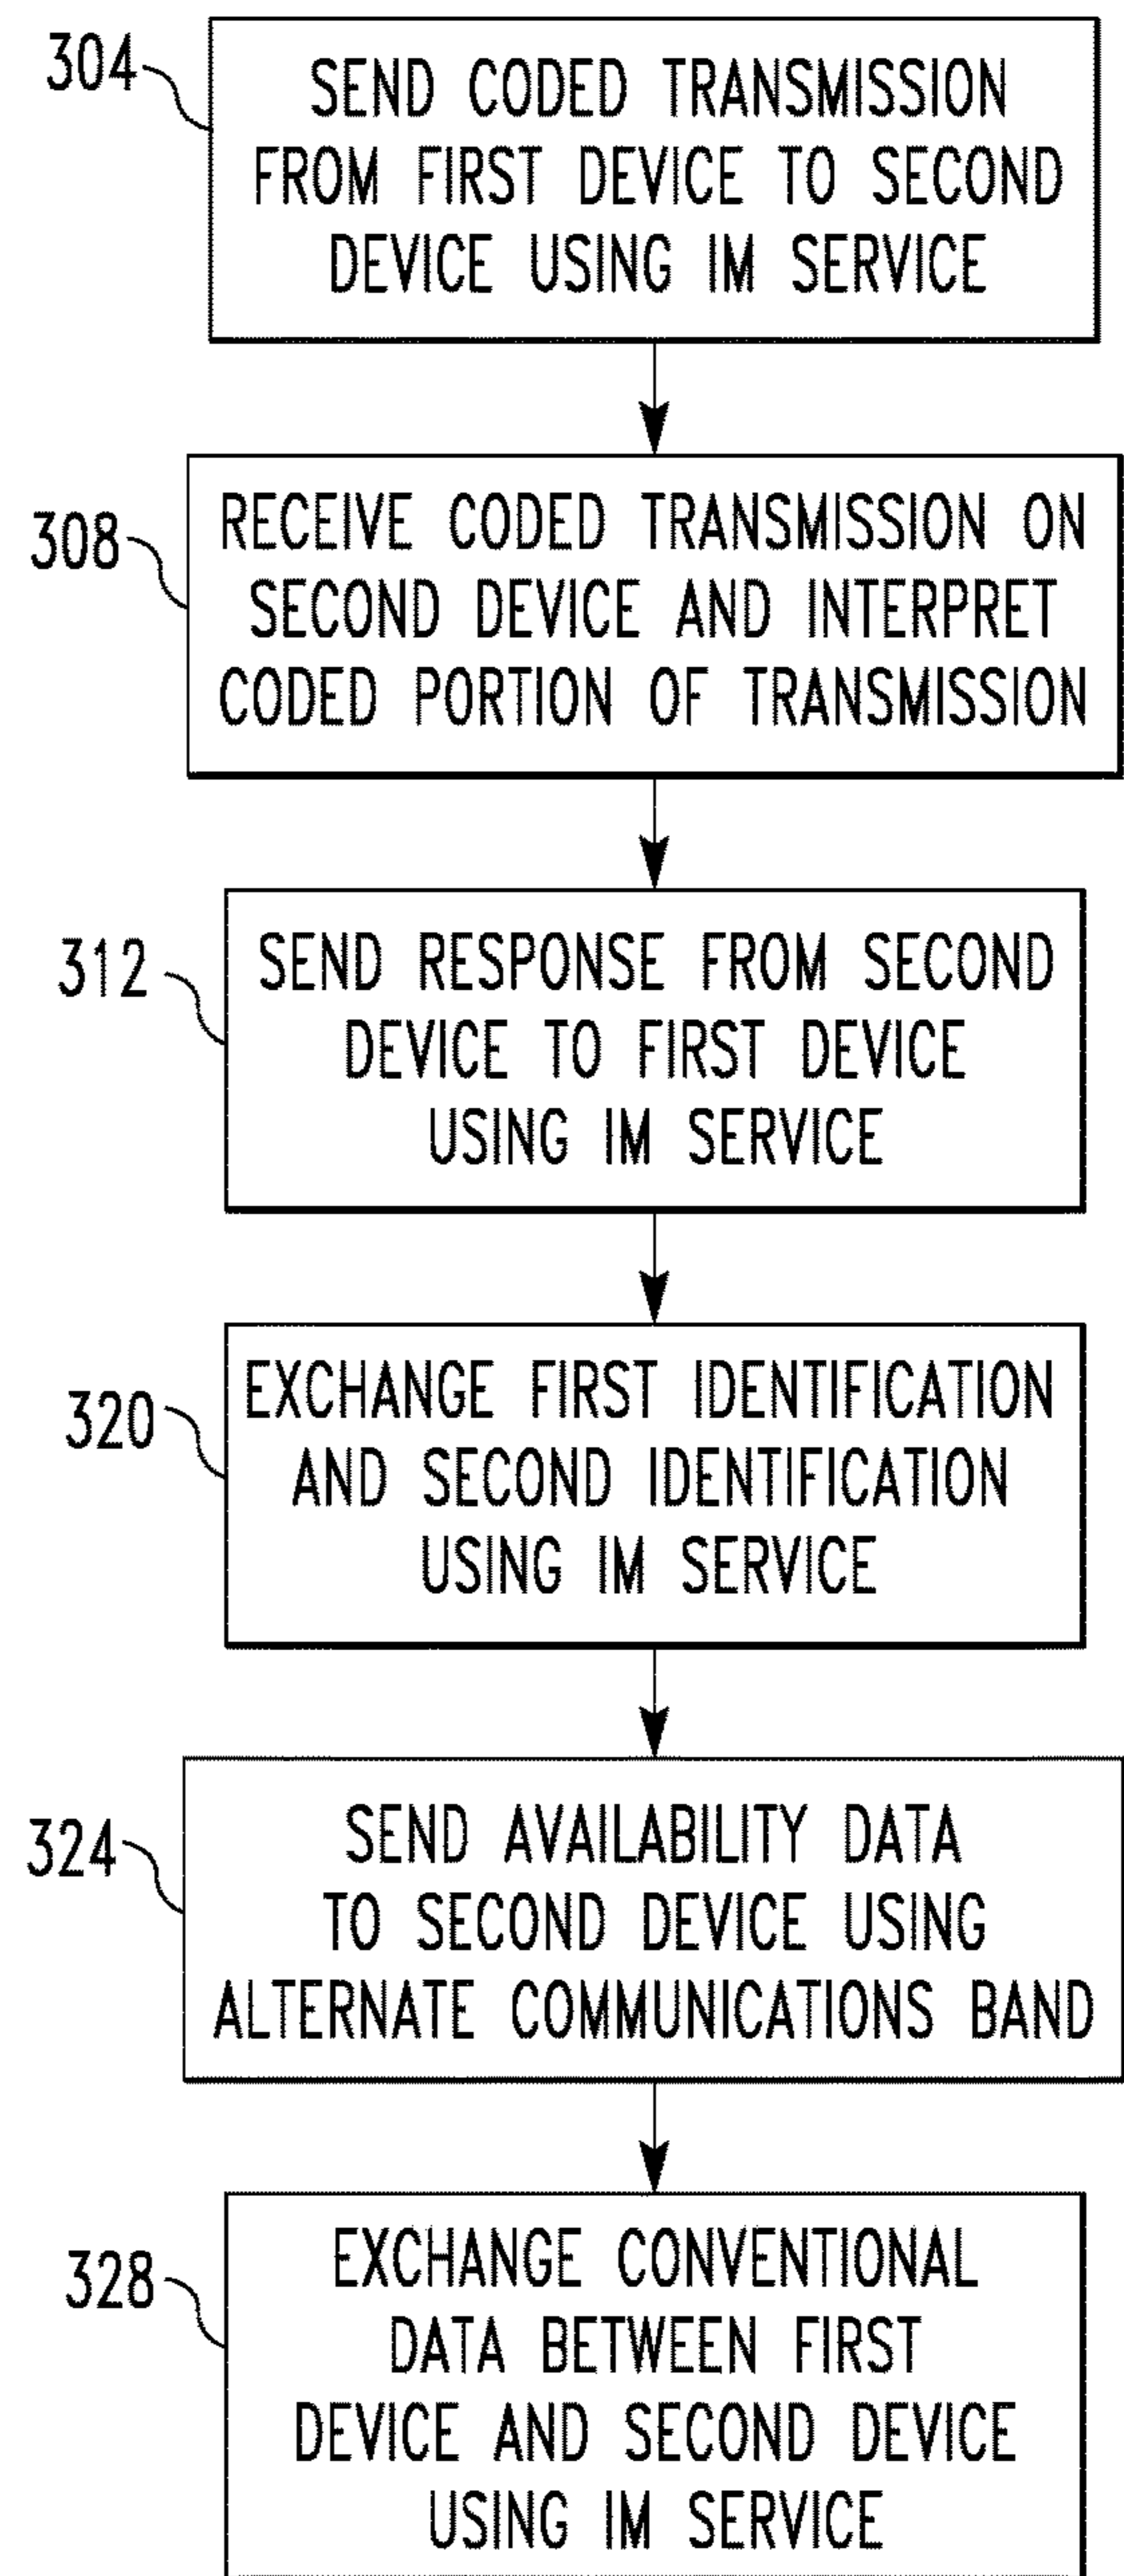 304
SEND CODED TRANSMISSION
FROM FIRST DEVICE TO SECOND
DEVICE USING IM SERVICE
308
RECEIVE CODED TRANSMISSION ON
SECOND DEVICE AND INTERPRET
CODED PORTION OF TRANSMISSION
312
SEND RESPONSE FROM SECOND
DEVICE TO FIRST DEVICE
USING IM SERVICE
320
EXCHANGE FIRST IDENTIFICATION
AND SECOND IDENTIFICATION
USING IM SERVICE
324
SEND AVAILABILITY DATA
TO SECOND DEVICE USING
ALTERNATE COMMUNICATIONS BAND
328
EXCHANGE CONVENTIONAL
DATA BETWEEN FIRST
DEVICE AND SECOND DEVICE
USING IM SERVICE